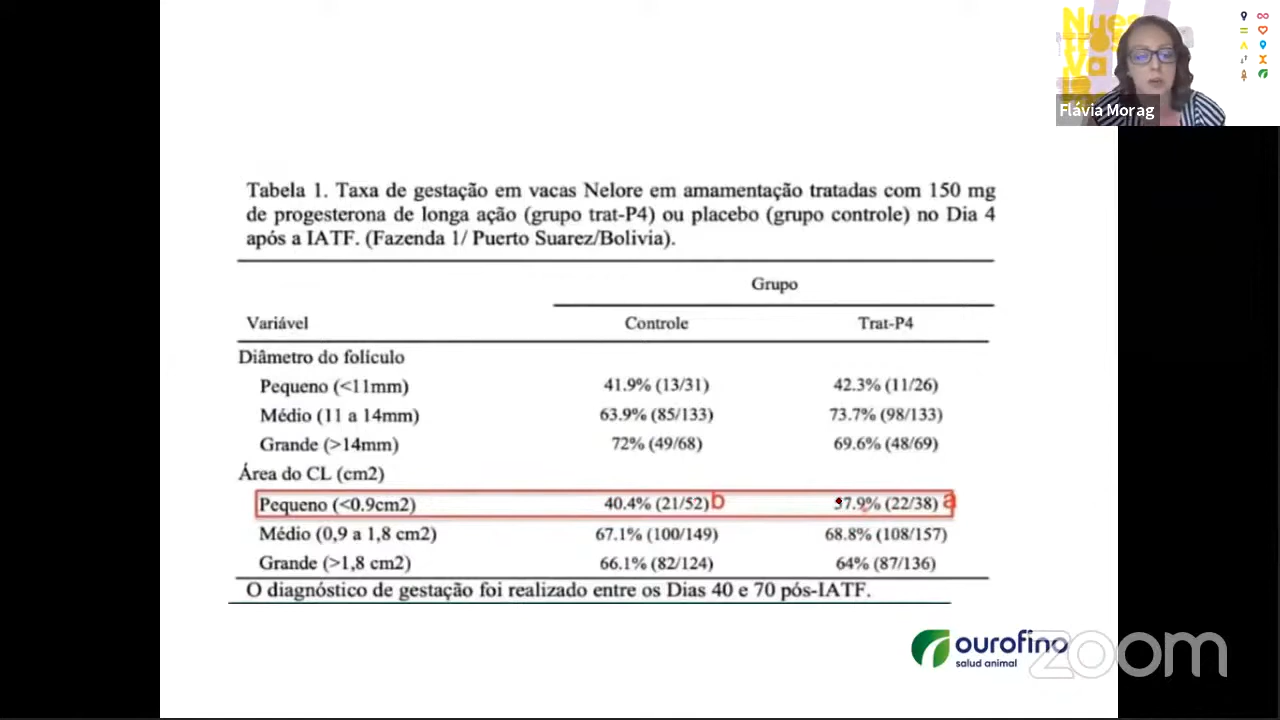 Flávia Morag
Tabela 1. Taxa de gestação em vacas Nelore em amamentação tratadas com 150 mg
de progesterona de longa ação (grupo trat-P4) ou placebo (grupo controle) no Dia 4
após a IATF. (Fazenda 1/ Puerto Suarez/Bolivia).
Grupo
Variável Controle Trat-P4
Diâmetro do folículo
Pequeno (<11mm) 41.9% (13/31) 42.3% (11/26)
Médio (11 a 14mm) 63.9% (85/133) 73.7% (98/133)
Grande (>14mm) 72% (49/68) 69.6% (48/69)
Área do CL (cm2)
Pequeno (<0.9cm2) 40.4% (21/52) b 57.9% (22/38) a
Médio (0,9 a 1,8 cm2) 67.1% (100/149) 68.8% (108/157)
Grande (>1,8 cm2) 66.1% (82/124) 64% (87/136)
O diagnóstico de gestação foi realizado entre os Dias 40 e 70 pós-IATF.
ourofino
salud animal
zoom